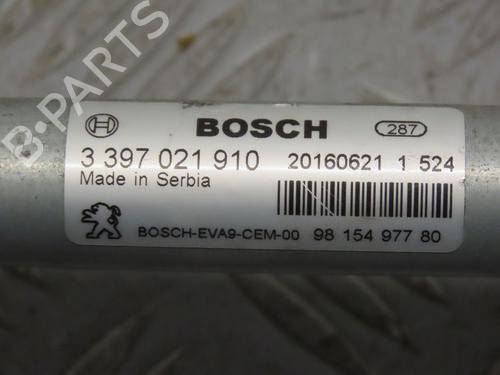 B-PARTS
BOSCH 287
3 397 021 910 20160621 1 524
Made in Serbia
BOSCH-EVA9-CEM-00 98 154 977 80